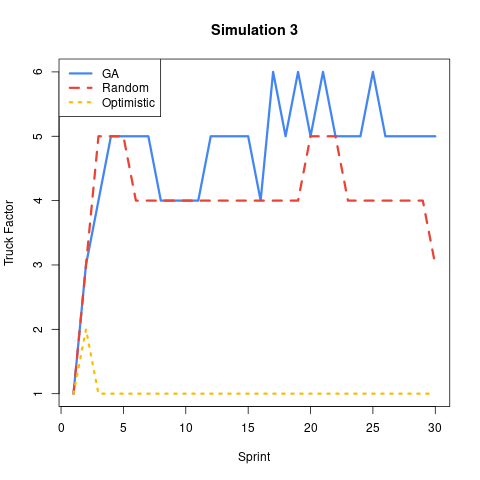 Simulation 3
GA
Random
Optimistic
Truck Factor
6
5
4
3
2
1
0 5 10 15 20 25 30
Sprint